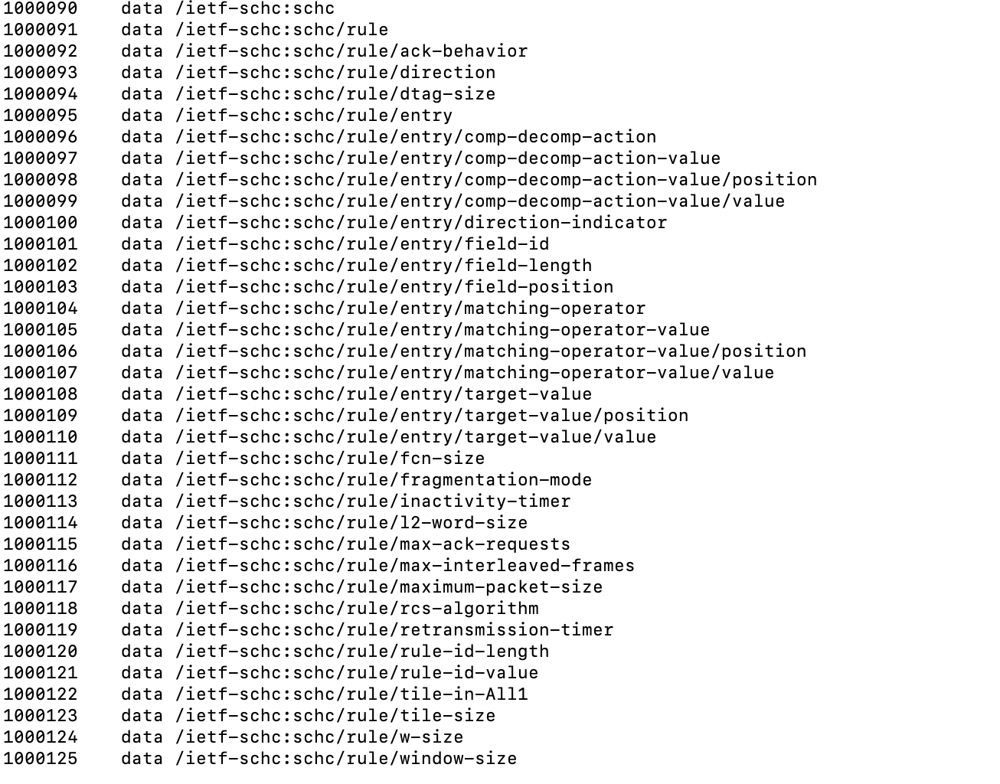 1000090    data /ietf-schc:schc
1000091    data /ietf-schc:schc/rule
1000092    data /ietf-schc:schc/rule/ack-behavior
1000093    data /ietf-schc:schc/rule/direction
1000094    data /ietf-schc:schc/rule/dtag-size
1000095    data /ietf-schc:schc/rule/entry
1000096    data /ietf-schc:schc/rule/entry/comp-decomp-action
1000097    data /ietf-schc:schc/rule/entry/comp-decomp-action-value
1000098    data /ietf-schc:schc/rule/entry/comp-decomp-action-value/position
1000099    data /ietf-schc:schc/rule/entry/comp-decomp-action-value/value
1000100    data /ietf-schc:schc/rule/entry/direction-indicator
1000101    data /ietf-schc:schc/rule/entry/field-id
1000102    data /ietf-schc:schc/rule/entry/field-length
1000103    data /ietf-schc:schc/rule/entry/field-position
1000104    data /ietf-schc:schc/rule/entry/matching-operator
1000105    data /ietf-schc:schc/rule/entry/matching-operator-value
1000106    data /ietf-schc:schc/rule/entry/matching-operator-value/position
1000107    data /ietf-schc:schc/rule/entry/matching-operator-value/value
1000108    data /ietf-schc:schc/rule/entry/target-value
1000109    data /ietf-schc:schc/rule/entry/target-value/position
1000110    data /ietf-schc:schc/rule/entry/target-value/value
1000111    data /ietf-schc:schc/rule/fcn-size
1000112    data /ietf-schc:schc/rule/fragmentation-mode
1000113    data /ietf-schc:schc/rule/inactivity-timer
1000114    data /ietf-schc:schc/rule/l2-word-size
1000115    data /ietf-schc:schc/rule/max-ack-requests
1000116    data /ietf-schc:schc/rule/max-interleaved-frames
1000117    data /ietf-schc:schc/rule/maximum-packet-size
1000118    data /ietf-schc:schc/rule/rcs-algorithm
1000119    data /ietf-schc:schc/rule/retransmission-timer
1000120    data /ietf-schc:schc/rule/rule-id-length
1000121    data /ietf-schc:schc/rule/rule-id-value
1000122    data /ietf-schc:schc/rule/tile-in-All1
1000123    data /ietf-schc:schc/rule/tile-size
1000124    data /ietf-schc:schc/rule/w-size
1000125    data /ietf-schc:schc/rule/window-size